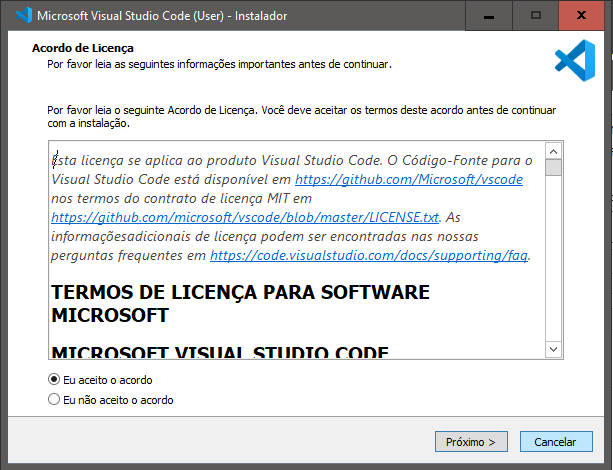 Microsoft Visual Studio Code (User) - Instalador
Acordo de Licença
Por favor leia as seguintes informações importantes antes de continuar.
Por favor leia o seguinte Acordo de Licença. Você deve aceitar os termos deste acordo antes de continuar
com a instalação.
Esta licença se aplica ao produto Visual Studio Code. O Código-Fonte para o
Visual Studio Code está disponível em https://github.com/Microsoft/vscode
nos termos do contrato de licença MIT em
https://github.com/microsoft/vscode/blob/master/LICENSE.txt. As
informaçõesadicionais de licença podem ser encontradas nas nossas
perguntas frequentes em https://code.visualstudio.com/docs/supporting/faq.
TERMOS DE LICENÇA PARA SOFTWARE
MICROSOFT
MICROSOFT VISUAL STUDIO CODE
Eu aceito o acordo
Eu não aceito o acordo
Próximo >
Cancelar